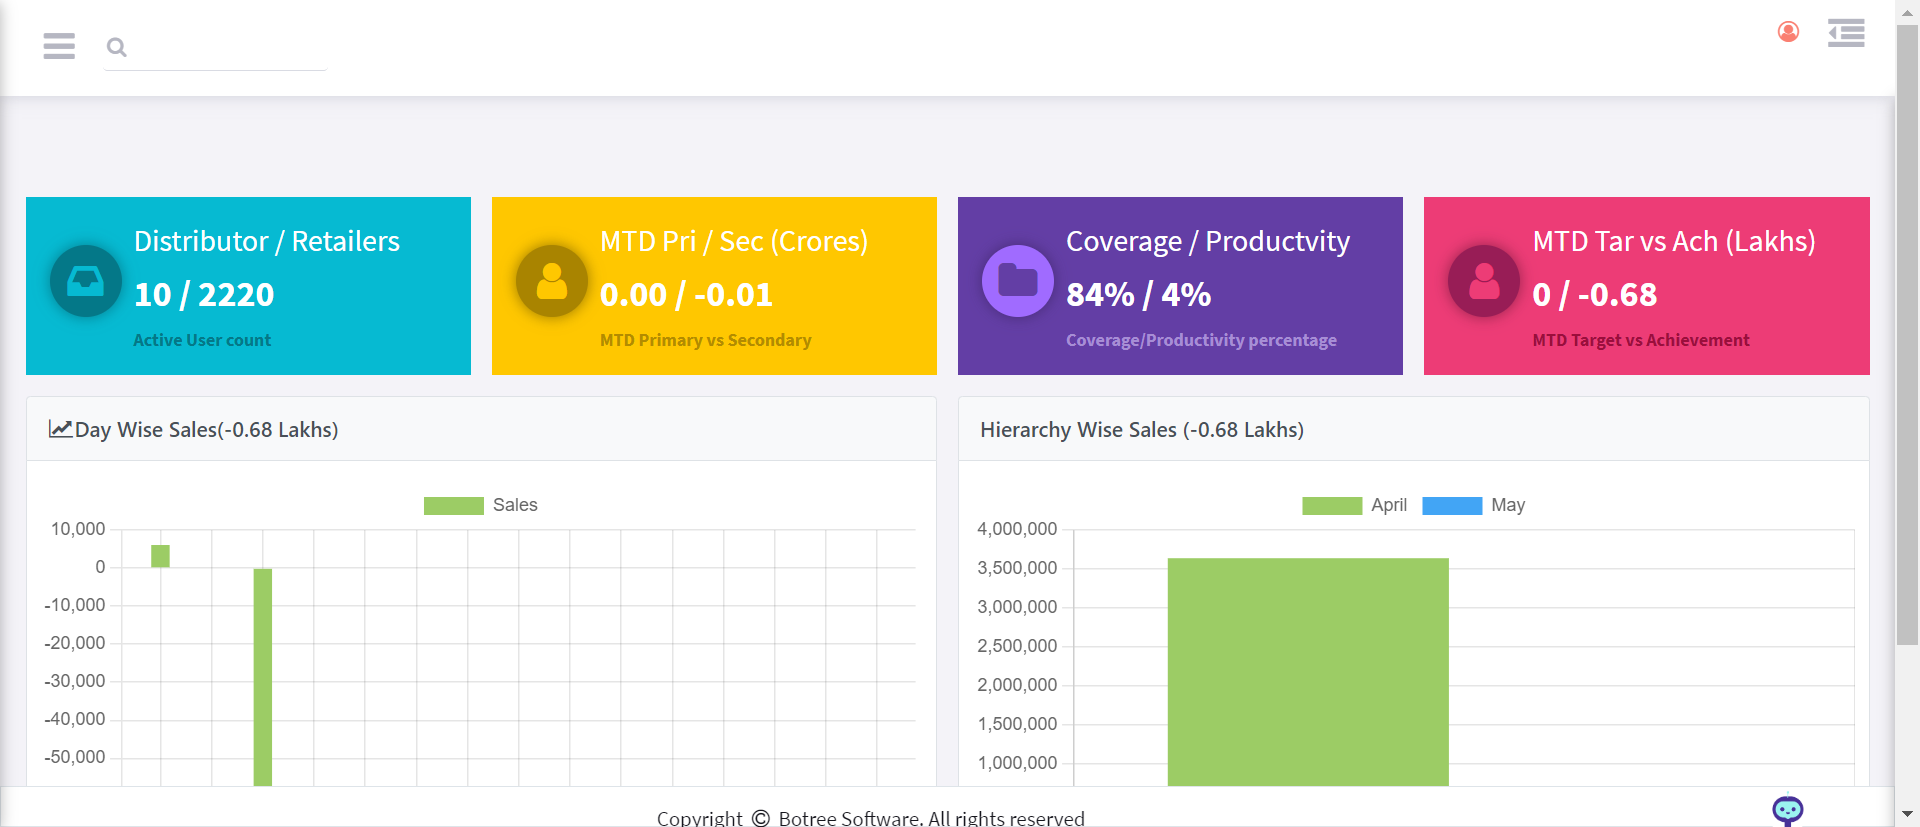 Distributor / Retailers
10 / 2220
Active User count
MTD Pri / Sec (Crores)
0.00 / -0.01
MTD Primary vs Secondary
Coverage / Productvity
84% / 4%
Coverage/Productivity percentage
MTD Tar vs Ach (Lakhs)
0 / -0.68
MTD Target vs Achievement
Day Wise Sales(-0.68 Lakhs)
Sales
10,000
0
-10,000
-20,000
-30,000
-40,000
-50,000
Hierarchy Wise Sales (-0.68 Lakhs)
April May
4,000,000
3,500,000
3,000,000
2,500,000
2,000,000
1,500,000
1,000,000
Copyright © Botree Software. All rights reserved